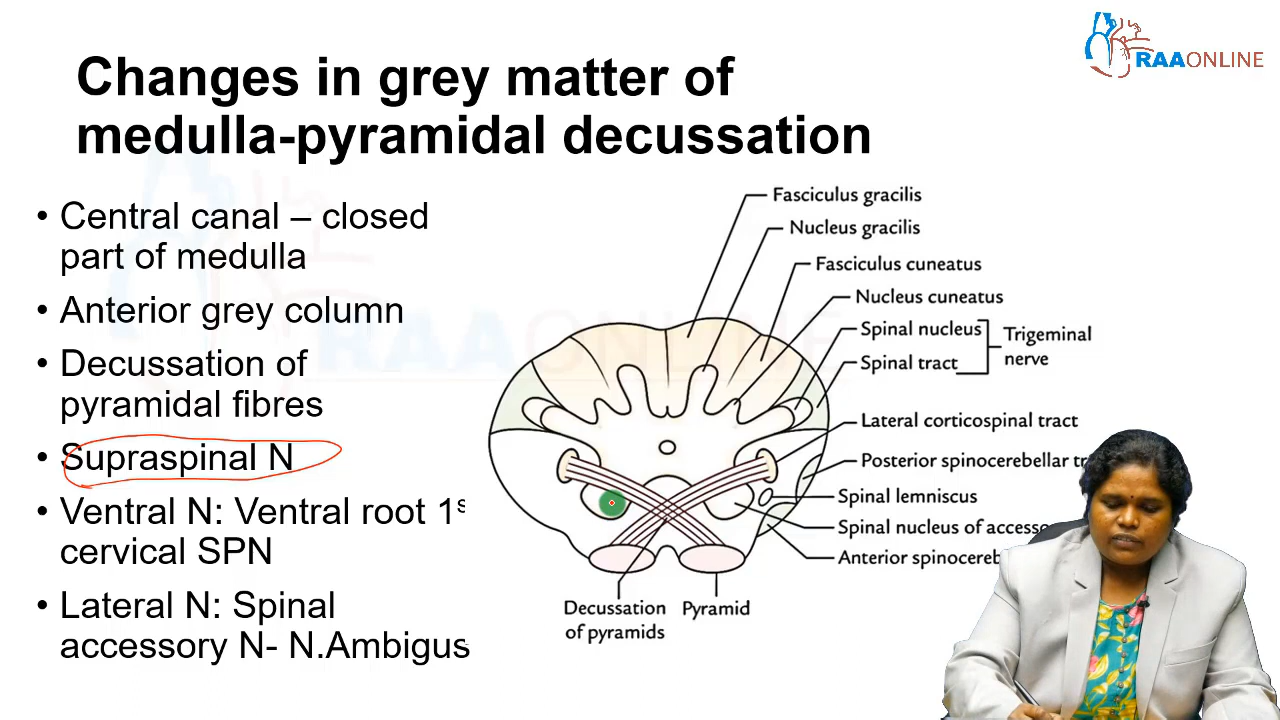 RAAONLINE
Changes in grey matter of
medulla-pyramidal decussation
• Central canal – closed
part of medulla
• Anterior grey column
• Decussation of
pyramidal fibres
• Supraspinal N
• Ventral N: Ventral root 1s
cervical SPN
• Lateral N: Spinal
accessory N- N.Ambigus
Fasciculus gracilis
Nucleus gracilis
Fasciculus cuneatus
Nucleus cuneatus
Spinal nucleus
Spinal tract
Trigeminal
nerve
Lateral corticospinal tract
Posterior spinocerebellar
Spinal lemniscus
Spinal nucleus of
Anterior
Decussation
of pyramids
Pyramid
RAAONLINE